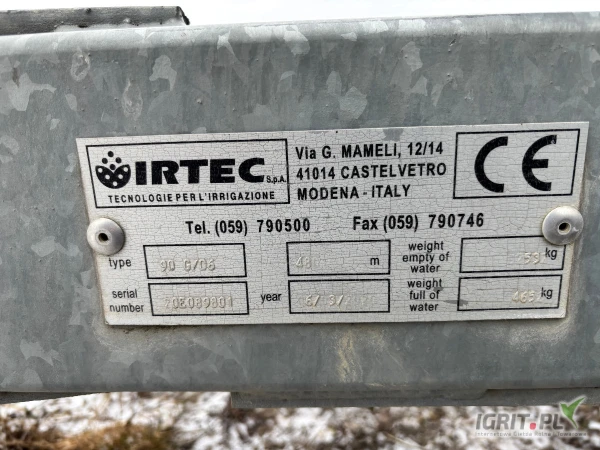 IRTEC S.p.A.
TECNOLOGIE PER L'IRRIGAZIONE
Via G. MAMELI, 12/14
41014 CASTELVETRO
MODENA - ITALY
CE
Tel. (059) 790500 Fax (059) 790746
type 90 G/06 m
weight empty of water kg
serial number year
weight full of water kg
IGRIT.PL